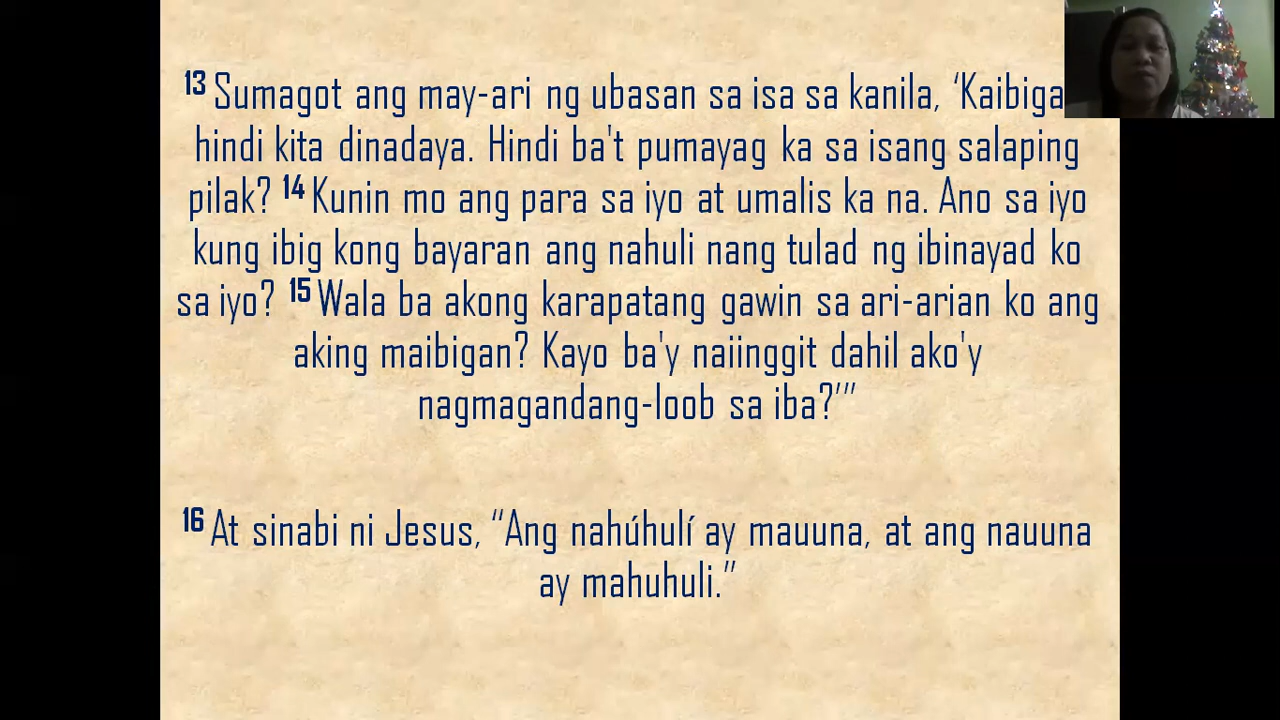 13 Sumagot ang may-ari ng ubasan sa isa sa kanila, ‘Kaibiga
hindi kita dinadaya. Hindi ba't pumayag ka sa isang salaping
pilak? 14 Kunin mo ang para sa iyo at umalis ka na. Ano sa iyo
kung ibig kong bayaran ang nahuli nang tulad ng ibinayad ko
sa iyo? 15 Wala ba akong karapatang gawin sa ari-arian ko ang
aking maibigan? Kayo ba'y naiinggit dahil ako'y
nagmagandang-loob sa iba?’”
16 At sinabi ni Jesus, “Ang nahúhulí ay mauuna, at ang nauuna
ay mahuhuli.”